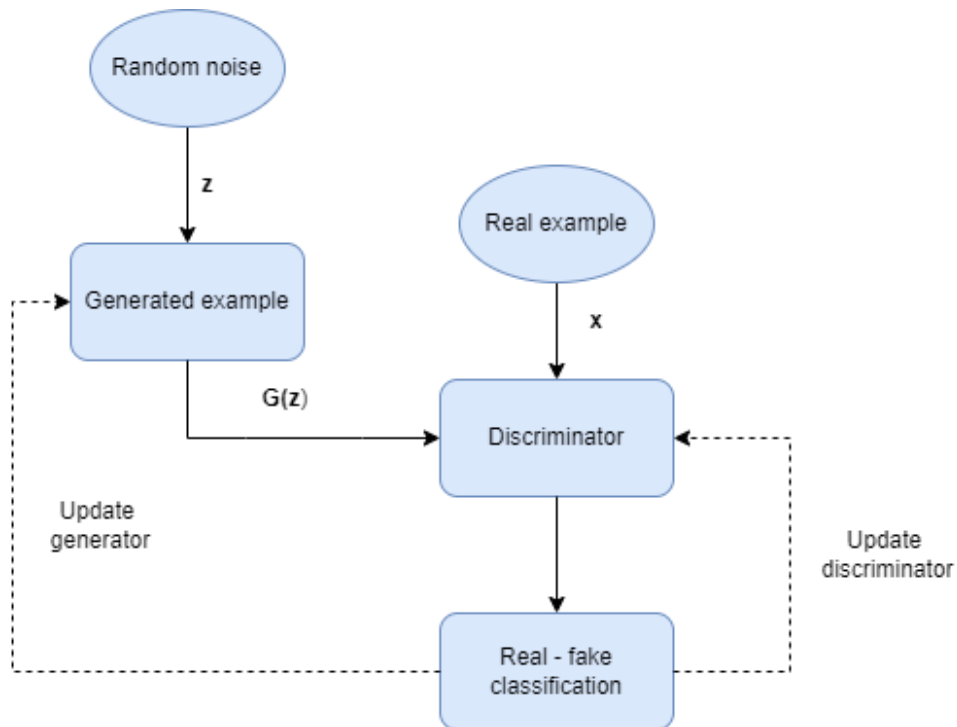 Random noise
z
Real example
Generated example
x
G(z)
Discriminator
Update
generator
Update
discriminator
Real - fake
classification